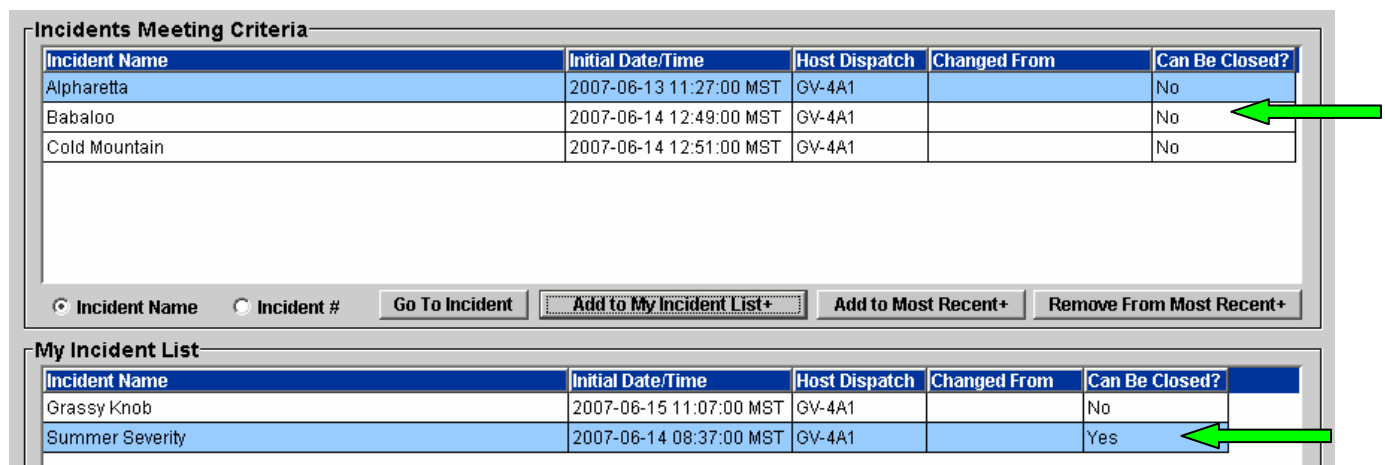 Incidents Meeting Criteria
Incident Name Initial Date/Time Host Dispatch Changed From Can Be Closed?
Alpharetta 2007-06-13 11:27:00 MST GV-4A1 No
Babaloo 2007-06-14 12:49:00 MST GV-4A1 No
Cold Mountain 2007-06-14 12:51:00 MST GV-4A1 No
Incident Name Incident # Go To Incident Add to My Incident List+ Add to Most Recent+ Remove From Most Recent+
My Incident List
Incident Name Initial Date/Time Host Dispatch Changed From Can Be Closed?
Grassy Knob 2007-06-15 11:07:00 MST GV-4A1 No
Summer Severity 2007-06-14 08:37:00 MST GV-4A1 Yes